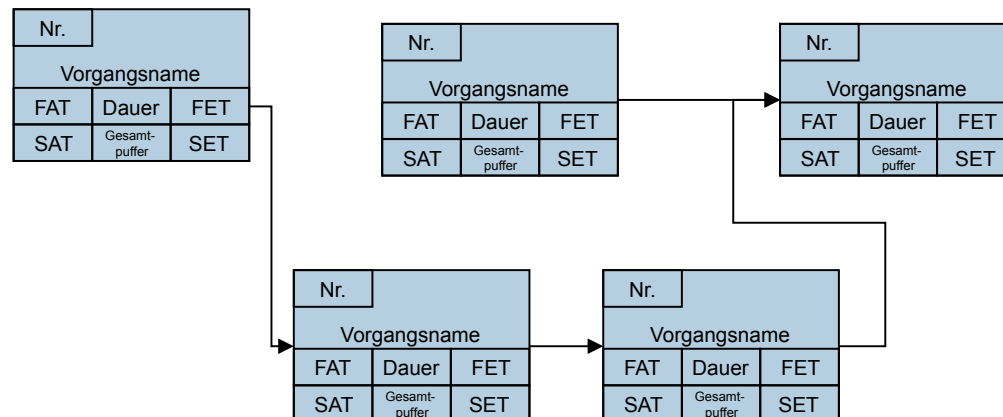 Nr.
Vorgangsname
FAT Dauer FET
SAT Gesamt-
puffer SET
Nr.
Vorgangsname
FAT Dauer FET
SAT Gesamt-
puffer SET
Nr.
Vorgangsname
FAT Dauer FET
SAT Gesamt-
puffer SET
Nr.
Vorgangsname
FAT Dauer FET
SAT Gesamt-
puffer SET
Nr.
Vorgangsname
FAT Dauer FET
SAT Gesamt-
puffer SET